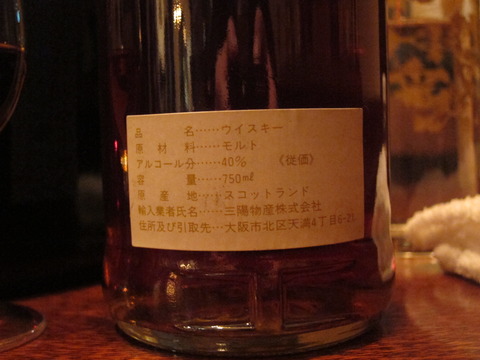 品名……ウイスキー
原材料……モルト
アルコール分……40% 《従価》
容量……750mℓ
原産地……スコットランド
輸入業者氏名……三陽物産株式会社
住所及び引取先…大阪市北区天満4丁目6-21